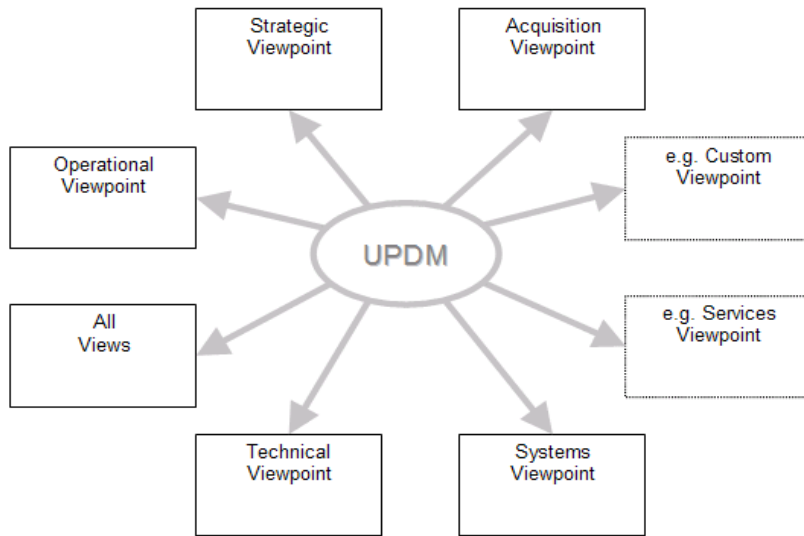 Strategic
Viewpoint
Acquisition
Viewpoint
Operational
Viewpoint
e.g. Custom
Viewpoint
UPDM
All
Views
e.g. Services
Viewpoint
Technical
Viewpoint
Systems
Viewpoint